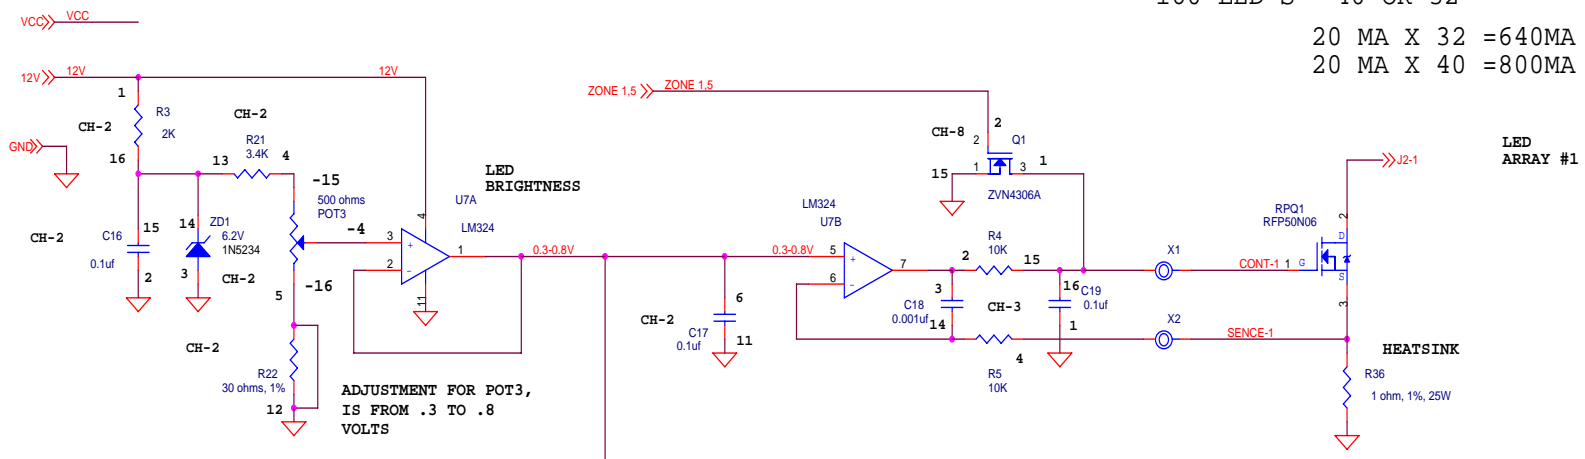 VCC VCC
20 MA X 32 =640MA
20 MA X 40 =800MA
12V 12V 12V
ZONE 1,5 ZONE 1,5
1
R3
2K
CH-2
CH-2
R21
3.4K
GND
16
13
4
-15
500 ohms
POT3
LED
BRIGHTNESS
U7A
LM324
4
CH-8
2
2
Q1
1
15
1
3
ZVN4306A
LED
ARRAY #1
J2-1
15
CH-2
C16
0.1uf
2
14
ZD1
6.2V
1N5234
3
CH-2
-4
3
+
2
-
1
11
0.3-0.8V
0.3-0.8V
LM324
U7B
5
+
6
-
7
2
R4
10K
15
X1
CONT-1
1
RPQ1
RFP50N06
2
D
G
S
3
5
-16
CH-2
R22
30 ohms, 1%
12
ADJUSTMENT FOR POT3,
IS FROM .3 TO .8
VOLTS
CH-2
6
C17
0.1uf
11
3
C18
0.001uf
14
CH-3
16
C19
0.1uf
1
4
R5
10K
X2
SENCE-1
HEATSINK
R36
1 ohm, 1%, 25W